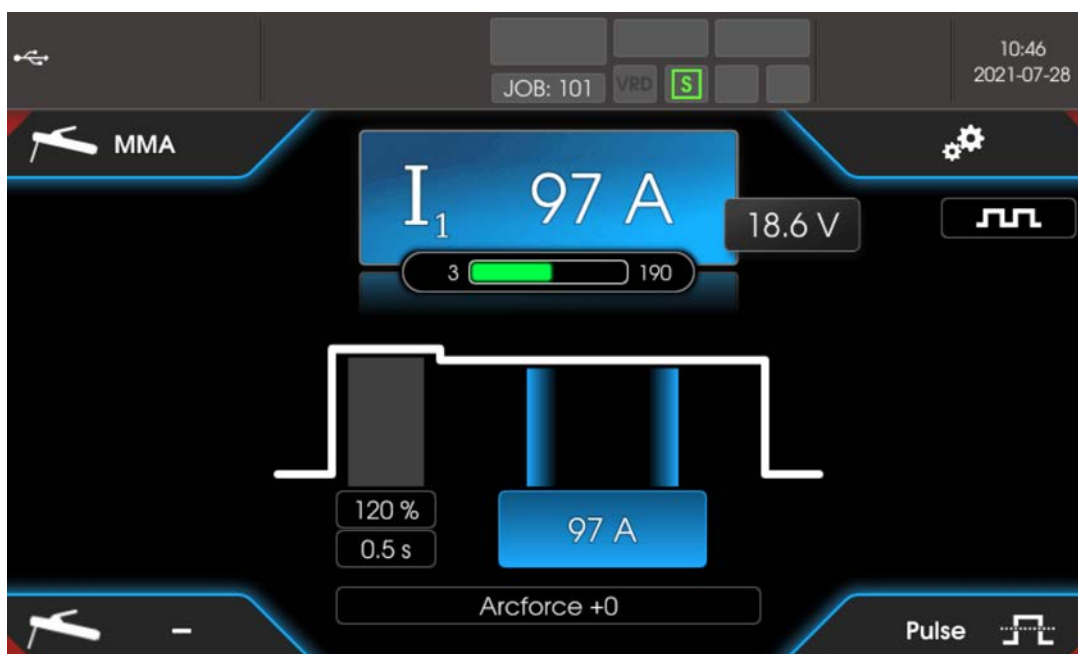 10:46
2021-07-28
JOB: 101 VRD S
MMA
I1 97 A
18.6 V
3 190
120 %
0.5 s
97 A
Arcforce +0
–
Pulse